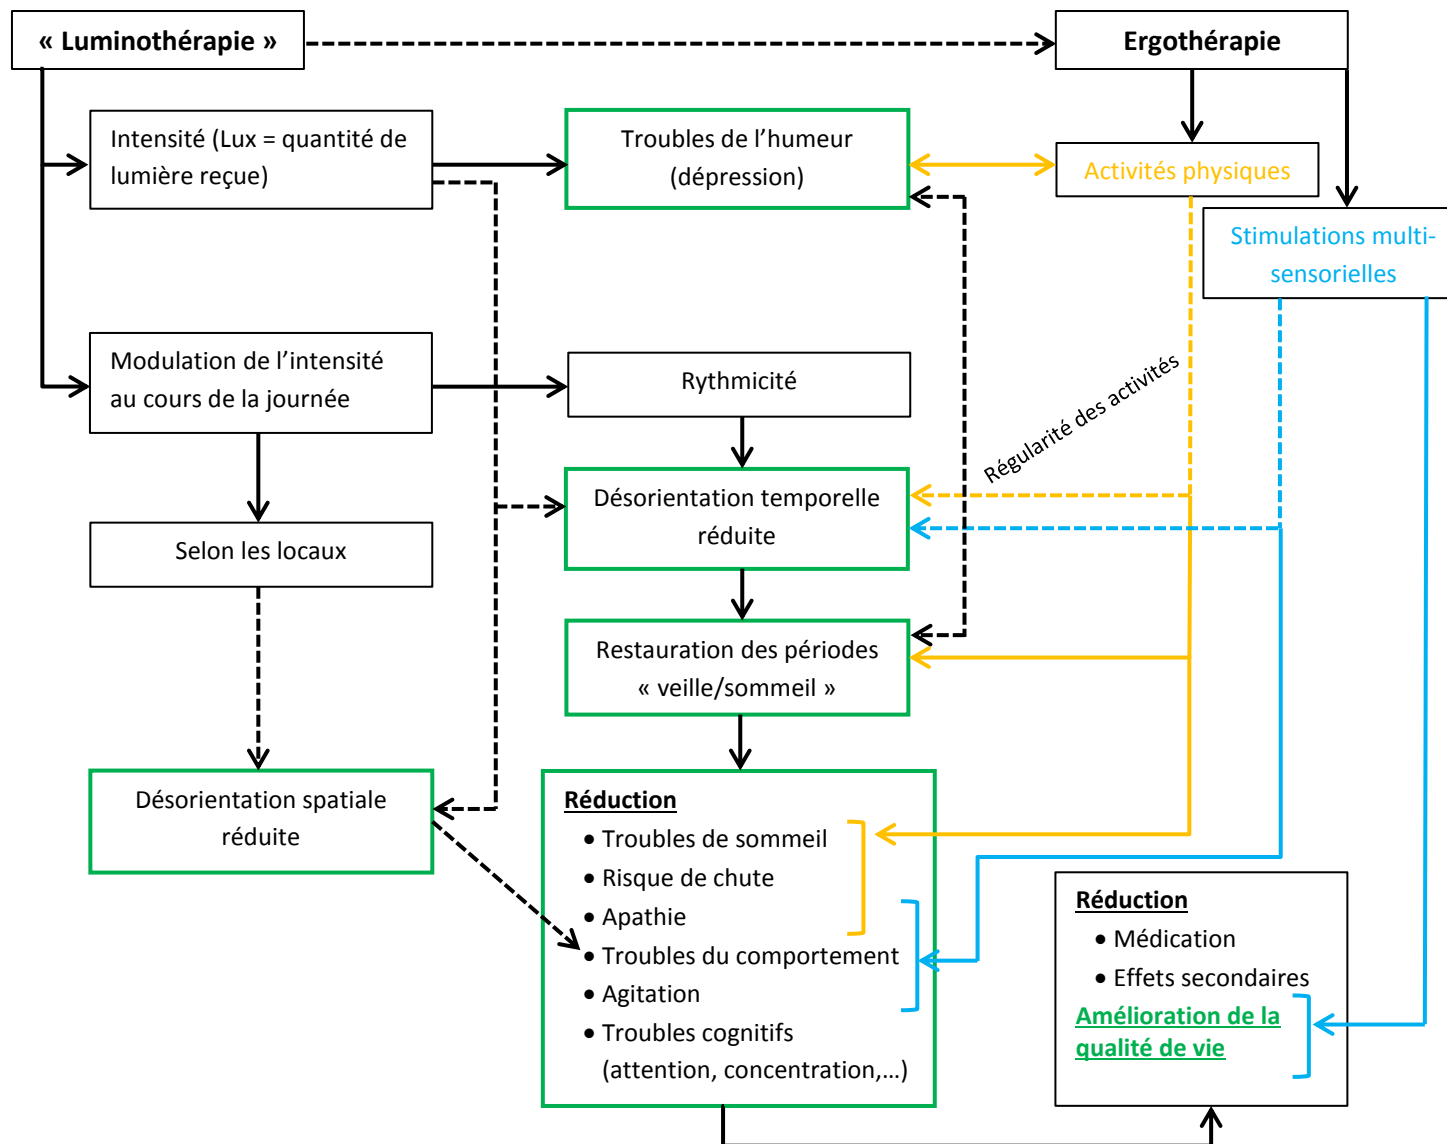 « Luminothérapie »
Ergothérapie
Intensité (Lux = quantité de
lumière reçue)
Troubles de l’humeur
(dépression)
Activités physiques
Stimulations multi-
sensorielles
Modulation de l’intensité
au cours de la journée
Rythmicité
Régularité des activités
Désorientation temporelle
réduite
Selon les locaux
Restauration des périodes
« veille/sommeil »
Désorientation spatiale
réduite
Réduction
• Troubles de sommeil
• Risque de chute
• Apathie
• Troubles du comportement
• Agitation
• Troubles cognitifs
(attention, concentration,…)
Réduction
• Médication
• Effets secondaires
Amélioration de la
qualité de vie